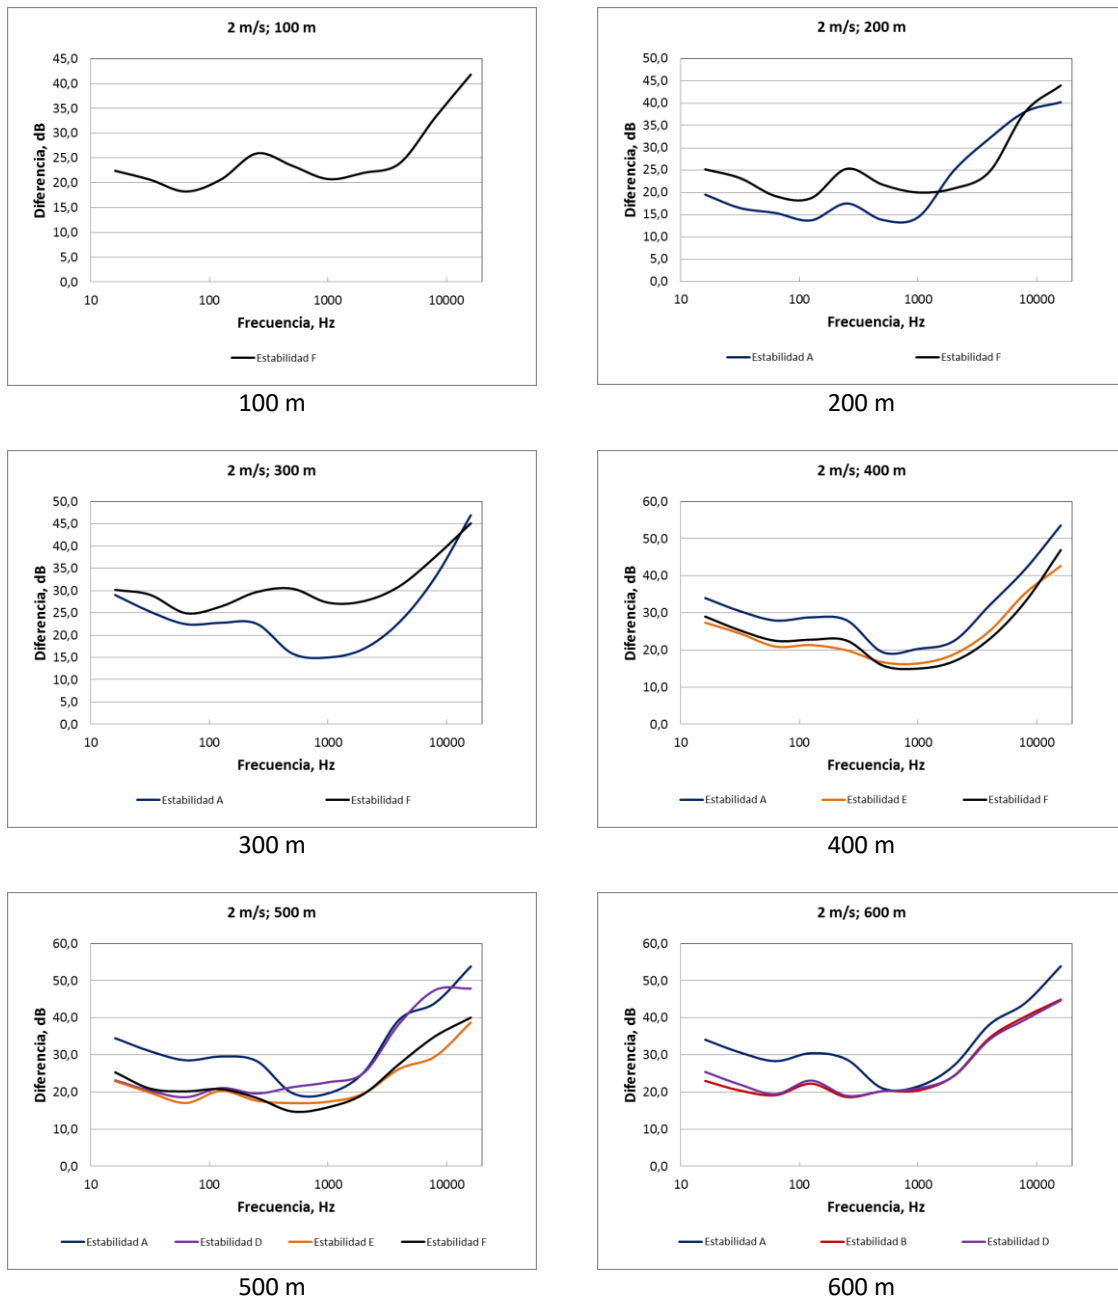 2 m/s; 100 m
45,0
40,0
35,0
30,0
25,0
20,0
15,0
10,0
5,0
0,0
Diferencia, dB
10 100 1000 10000
Frecuencia, Hz
Estabilidad F
100 m
2 m/s; 200 m
50,0
45,0
40,0
35,0
30,0
25,0
20,0
15,0
10,0
5,0
0,0
Diferencia, dB
10 100 1000 10000
Frecuencia, Hz
Estabilidad A Estabilidad F
200 m
2 m/s; 300 m
50,0
45,0
40,0
35,0
30,0
25,0
20,0
15,0
10,0
5,0
0,0
Diferencia, dB
10 100 1000 10000
Frecuencia, Hz
Estabilidad A Estabilidad F
300 m
2 m/s; 400 m
60,0
50,0
40,0
30,0
20,0
10,0
0,0
Diferencia, dB
10 100 1000 10000
Frecuencia, Hz
Estabilidad A Estabilidad E Estabilidad F
400 m
2 m/s; 500 m
60,0
50,0
40,0
30,0
20,0
10,0
0,0
Diferencia, dB
10 100 1000 10000
Frecuencia, Hz
Estabilidad A Estabilidad D Estabilidad E Estabilidad F
500 m
2 m/s; 600 m
60,0
50,0
40,0
30,0
20,0
10,0
0,0
Diferencia, dB
10 100 1000 10000
Frecuencia, Hz
Estabilidad A Estabilidad B Estabilidad D
600 m